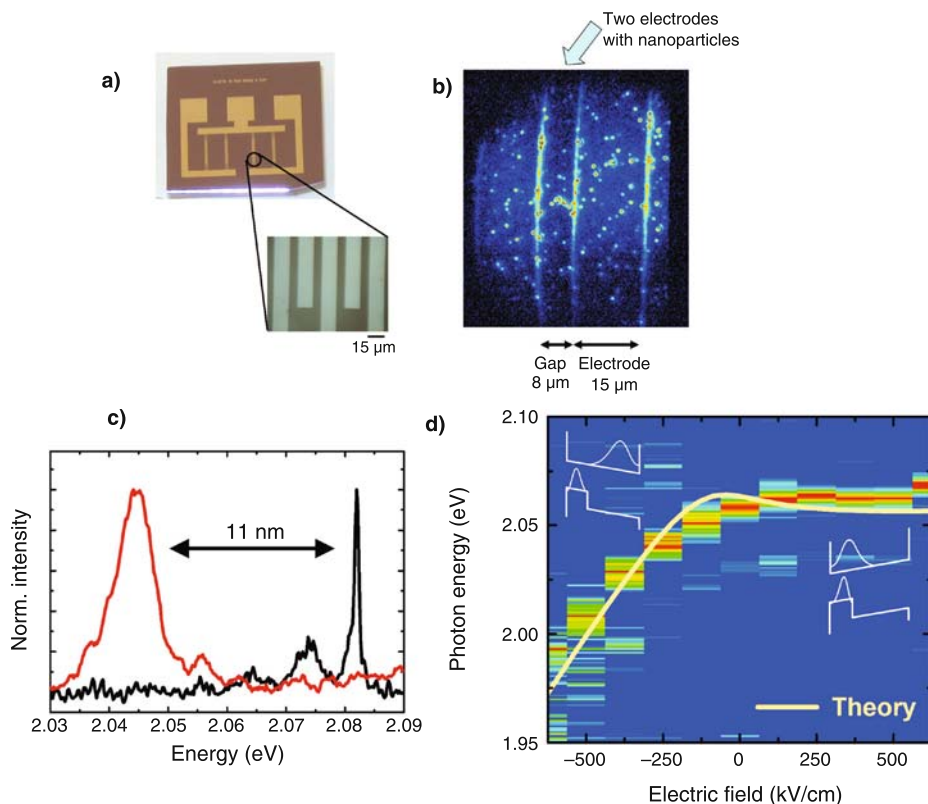 Two electrodes
with nanoparticles
a)
b)
15 µm
Gap
8 µm
Electrode
15 µm
c)
d)
11 nm
Norm. intensity
2.03 2.04 2.05 2.06 2.07 2.08 2.09
Energy (eV)
2.10
2.05
2.00
1.95
Photon energy (eV)
Theory
–500 –250 0 250 500
Electric field (kV/cm)